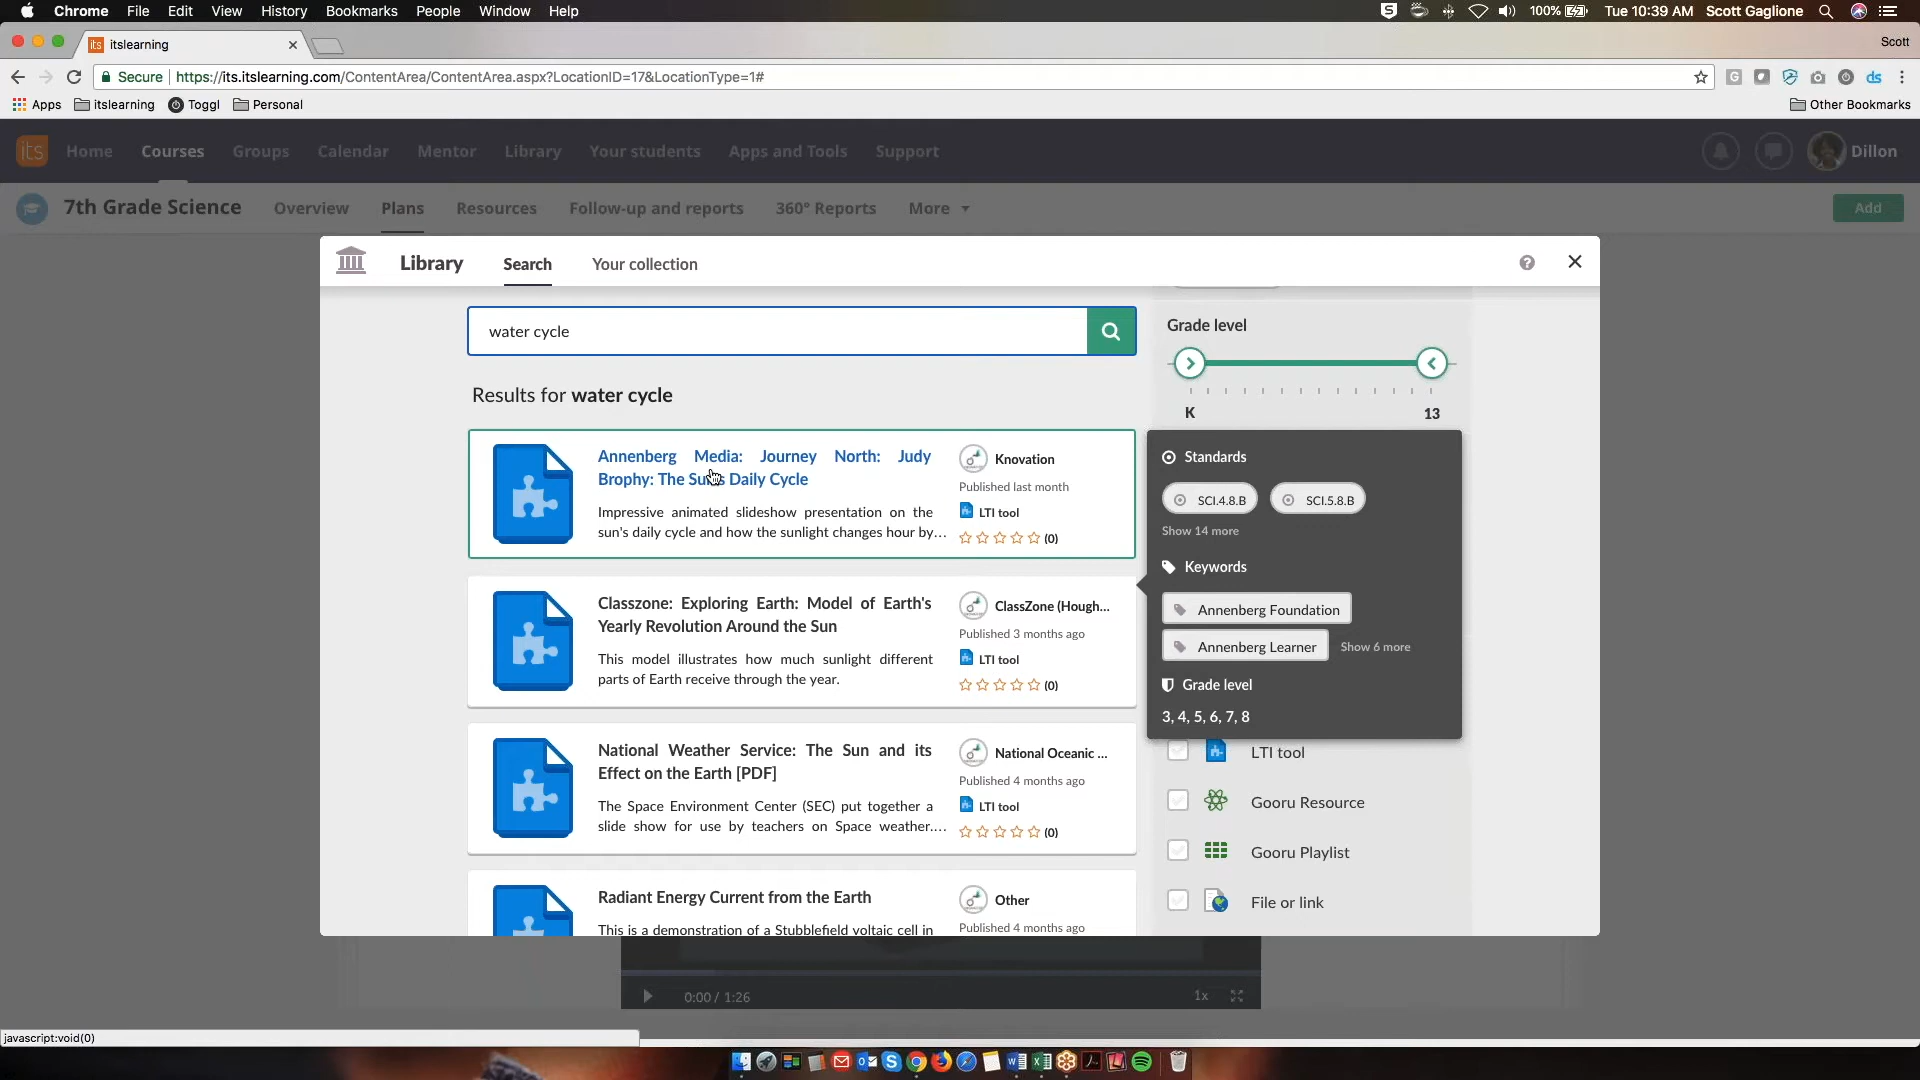 Chrome File Edit View History Bookmarks People Window Help 100% Tue 10:39 AM Scott Gaglione
its itslearning Scott
Secure https://its.itslearning.com/ContentArea/ContentArea.aspx?LocationID=17&LocationType=1# ds
Apps itslearning Toggl Personal Other Bookmarks
its Home Courses Groups Calendar Mentor Library Your students Apps and Tools Support Dillon
7th Grade Science Overview Plans Resources Follow-up and reports 360° Reports More Add
Library Search Your collection
water cycle
Results for water cycle
Annenberg Media: Journey North: Judy
Brophy: The Sun's Daily Cycle
Impressive animated slideshow presentation on the
sun's daily cycle and how the sunlight changes hour by...
Knovation
Published last month
LTI tool
(0)
Classzone: Exploring Earth: Model of Earth's
Yearly Revolution Around the Sun
This model illustrates how much sunlight different
parts of Earth receive through the year.
ClassZone (Hough...
Published 3 months ago
LTI tool
(0)
National Weather Service: The Sun and its
Effect on the Earth [PDF]
The Space Environment Center (SEC) put together a
slide show for use by teachers on Space weather....
National Oceanic ...
Published 4 months ago
LTI tool
(0)
Radiant Energy Current from the Earth
This is a demonstration of a Stubblefield voltaic cell in
Other
Published 4 months ago
Grade level
K 13
Standards
SCI.4.8.B SCI.5.8.B
Show 14 more
Keywords
Annenberg Foundation
Annenberg Learner Show 6 more
Grade level
3, 4, 5, 6, 7, 8
LTI tool
Gooru Resource
Gooru Playlist
File or link
0:00 / 1:26 1x
javascript:void(0)